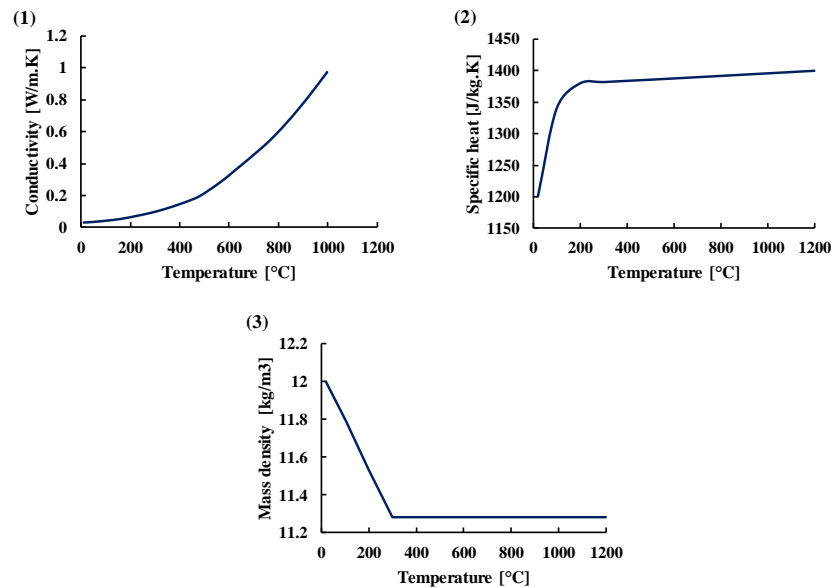 (1)
Conductivity [W/m.K]
1.2
1
0.8
0.6
0.4
0.2
0
0 200 400 600 800 1000 1200
Temperature [°C]
(2)
Specific heat [J/kg.K]
1450
1400
1350
1300
1250
1200
1150
0 200 400 600 800 1000 1200
Temperature [°C]
(3)
Mass density [kg/m3]
12.2
12
11.8
11.6
11.4
11.2
0 200 400 600 800 1000 1200
Temperature [°C]